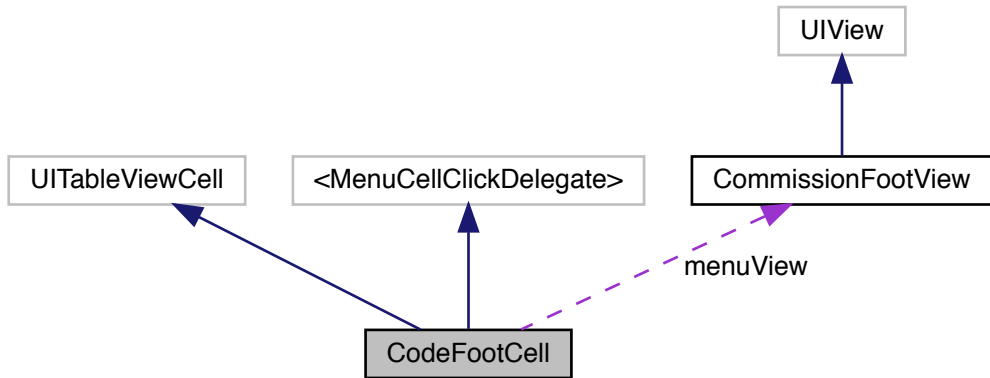 UIView
UITableViewCell
<MenuCellClickDelegate>
CommissionFootView
menuView
CodeFootCell